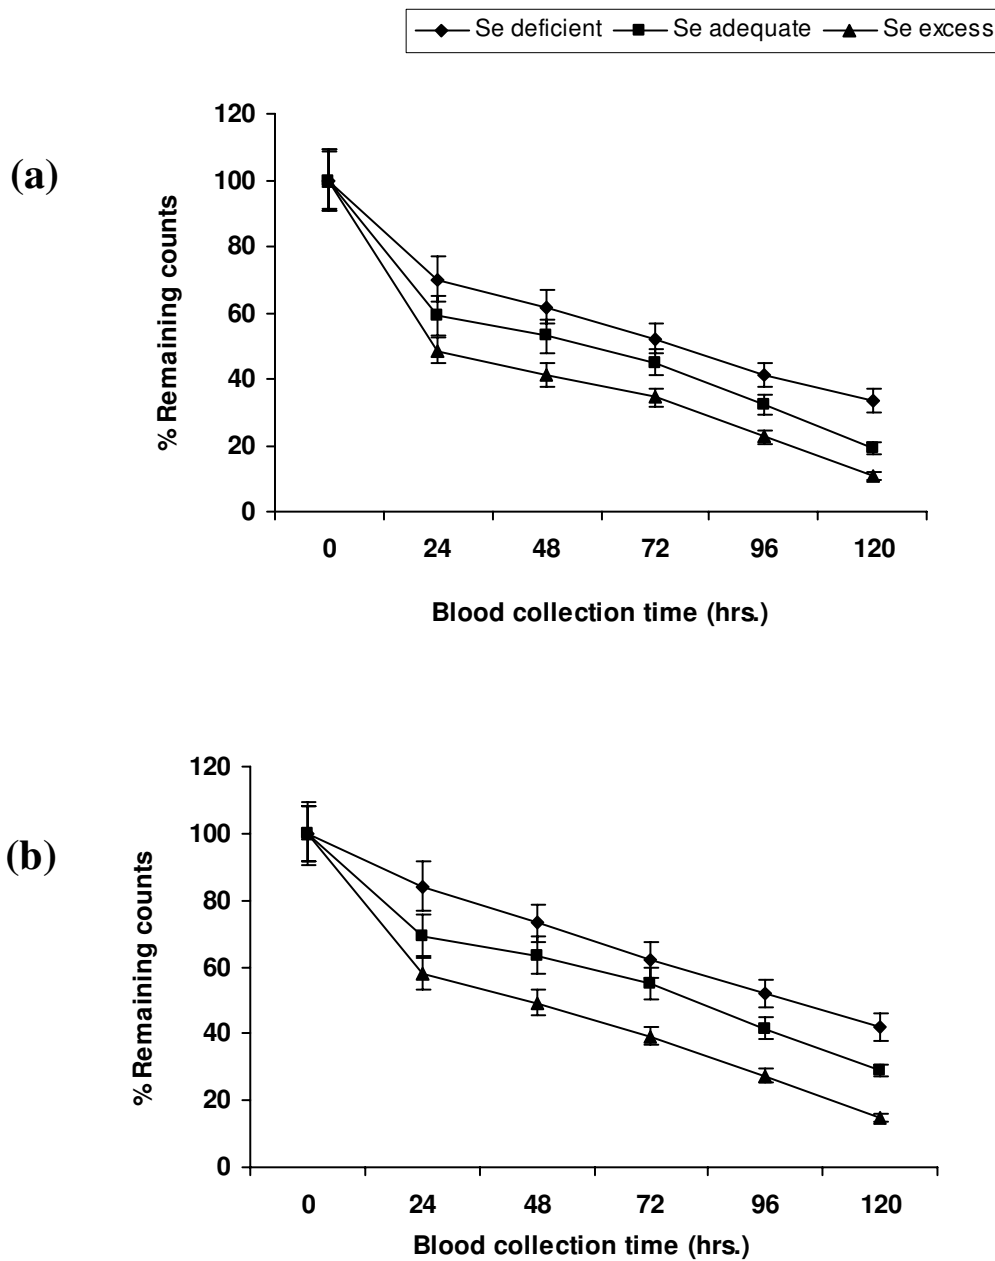 Se deficient Se adequate Se excess
(a)
% Remaining counts
120
100
80
60
40
20
0
0 24 48 72 96 120
Blood collection time (hrs.)
(b)
% Remaining counts
120
100
80
60
40
20
0
0 24 48 72 96 120
Blood collection time (hrs.)